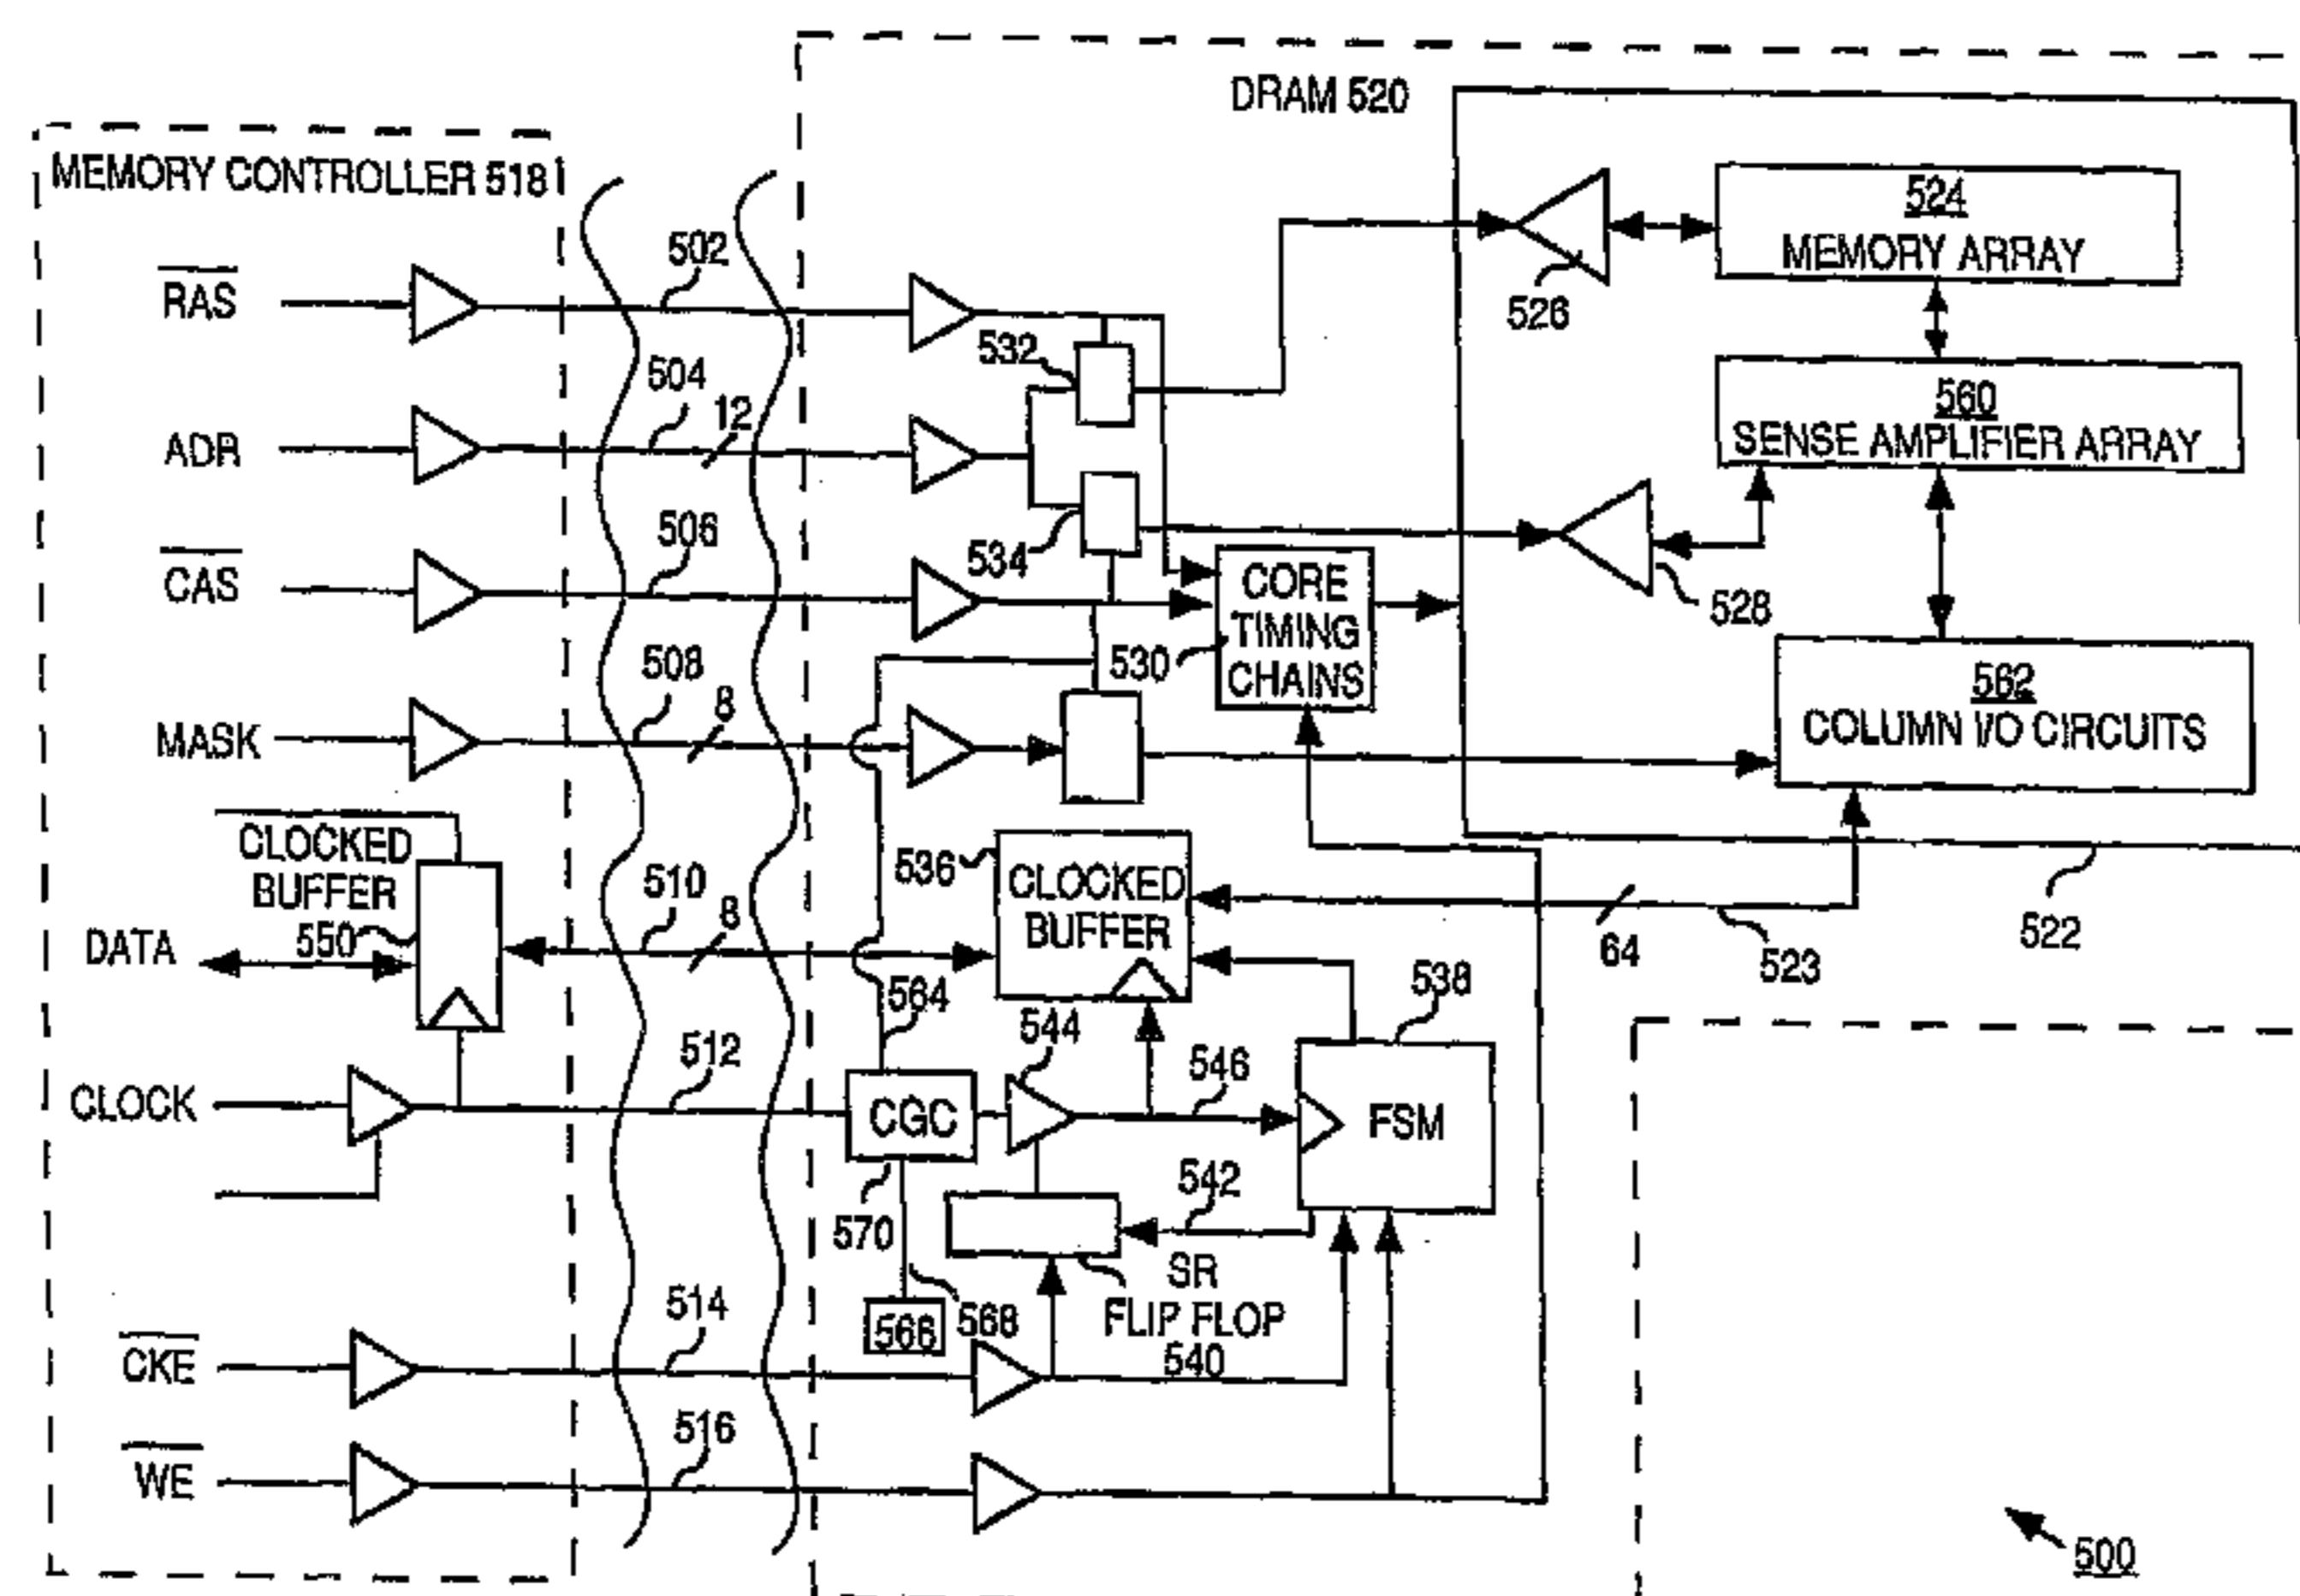 DRAM 520
MEMORY CONTROLLER 518
524
MEMORY ARRAY
526
RAS
502
532
504
12
ADR
560
SENSE AMPLIFIER ARRAY
506
534
CAS
528
CORE
TIMING
CHAINS
530
508
8
MASK
562
COLUMN I/O CIRCUITS
CLOCKED
BUFFER
550
DATA
510
8
536
CLOCKED
BUFFER
64
523
522
564
544
538
512
546
CLOCK
CGC
FSM
570
542
SR
FLIP FLOP
540
568
566
514
CKE
516
WE
500